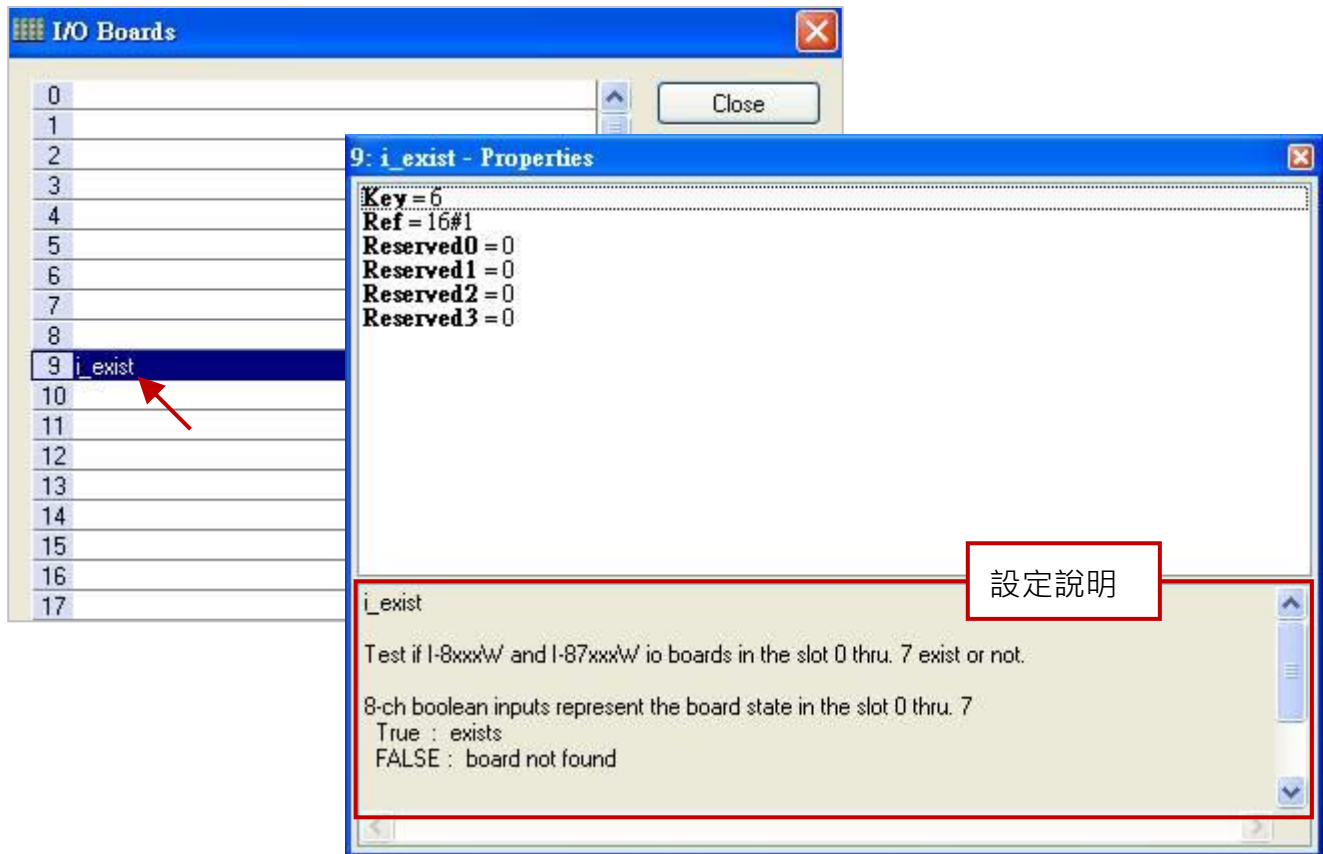 I/O Boards
0
Close
1
2
3
4
5
6
7
8
9 i_exist
10
11
12
13
14
15
16
17
9: i_exist - Properties
Key = 6
Ref = 16#1
Reserved0 = 0
Reserved1 = 0
Reserved2 = 0
Reserved3 = 0
設定說明
i_exist
Test if I-8xxxW and I-87xxxW io boards in the slot 0 thru. 7 exist or not.
8-ch boolean inputs represent the board state in the slot 0 thru. 7
True : exists
FALSE : board not found